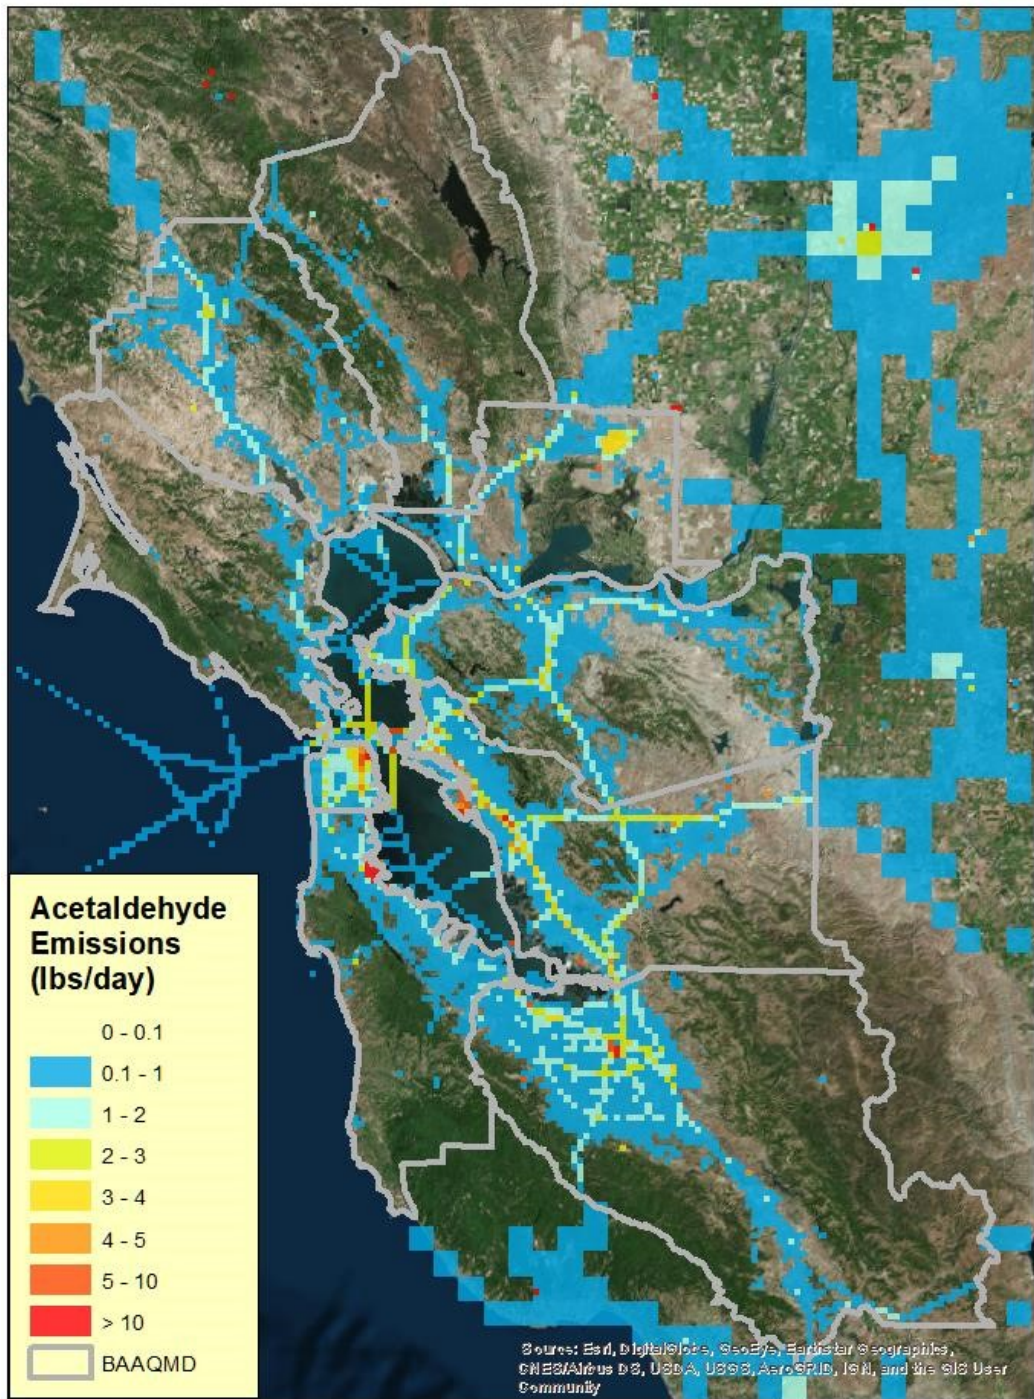 Acetaldehyde
Emissions
(lbs/day)
0 - 0.1
0.1 - 1
1 - 2
2 - 3
3 - 4
4 - 5
5 - 10
> 10
BAAQMD
Source: Esri, DigitalGlobe, GeoEye, Earthstar Geographics,
CNES/Airbus DS, USDA, USGS, AeroGRID, IGN, and the GIS User
Community